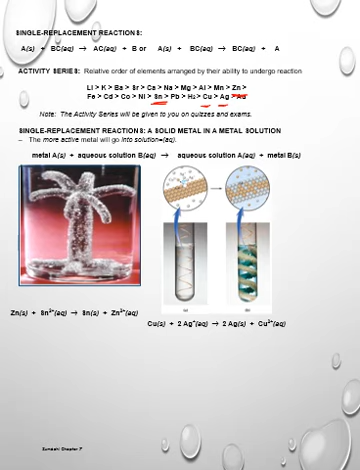 SINGLE-REPLACEMENT REACTIONS:
A(s) + BC(aq) → AC(aq) + B or A(s) + BC(aq) → BC(aq) + A
ACTIVITY SERIES: Relative order of elements arranged by their ability to undergo reaction
Li > K > Ba > Sr > Ca > Na > Mg > Al > Mn > Zn >
Fe > Cd > Co > Ni > Sn > Pb > H₂ > Cu > Ag > Au
Note: The Activity Series will be given to you on quizzes and exams.
SINGLE-REPLACEMENT REACTIONS: A SOLID METAL IN A METAL SOLUTION
– The more active metal will go into solution=(aq).
metal A(s) + aqueous solution B(aq) → aqueous solution A(aq) + metal B(s)
(a) (b)
Zn(s) + Sn²⁺(aq) → Sn(s) + Zn²⁺(aq)
Cu(s) + 2 Ag⁺(aq) → 2 Ag(s) + Cu²⁺(aq)
Chapter 7